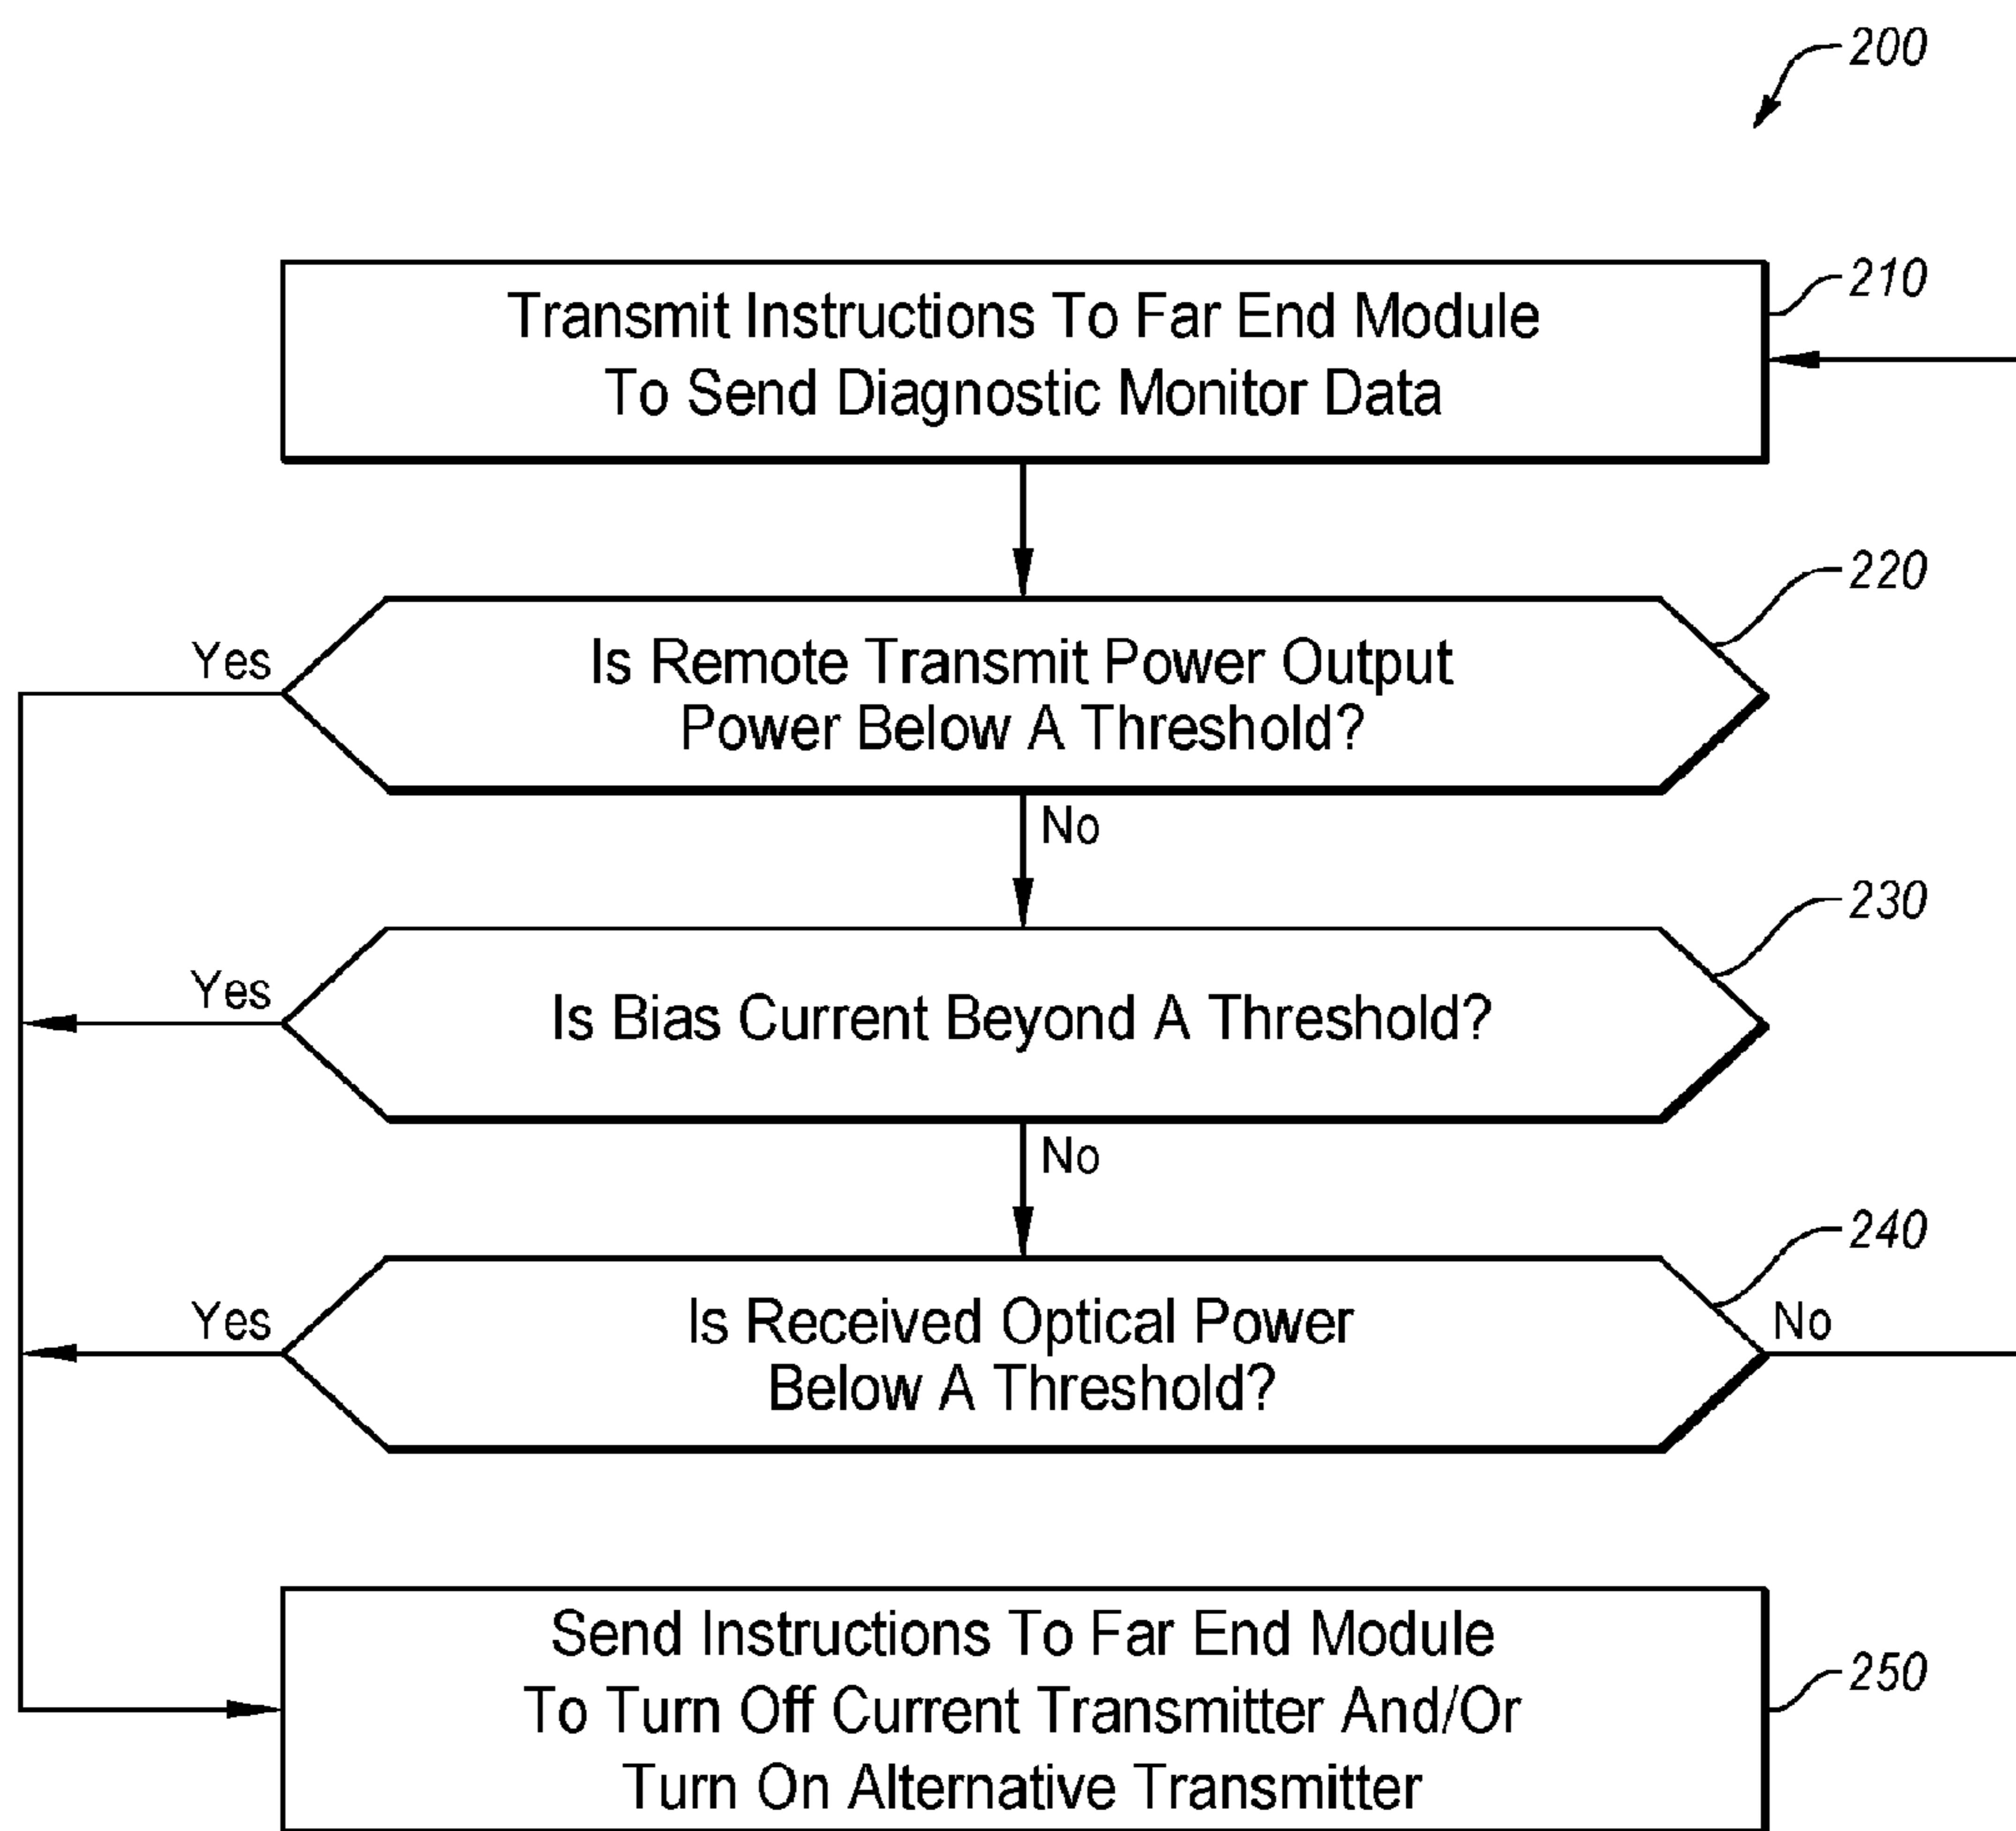 200
210
Transmit Instructions To Far End Module
To Send Diagnostic Monitor Data
220
Yes
Is Remote Transmit Power Output
Power Below A Threshold?
No
230
Yes
Is Bias Current Beyond A Threshold?
No
240
Yes
Is Received Optical Power
Below A Threshold?
No
Send Instructions To Far End Module
To Turn Off Current Transmitter And/Or
Turn On Alternative Transmitter
250